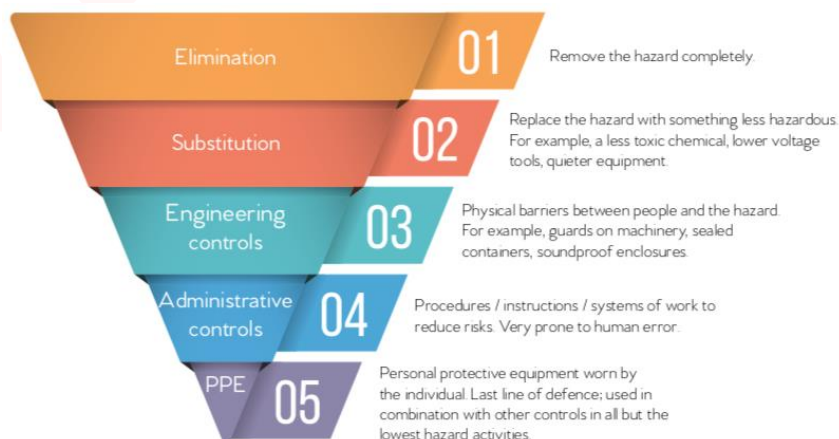 Elimination
01
Remove the hazard completely.
Substitution
02
Replace the hazard with something less hazardous.
For example, a less toxic chemical, lower voltage
tools, quieter equipment.
Engineering
controls
03
Physical barriers between people and the hazard.
For example, guards on machinery, sealed
containers, soundproof enclosures.
Administrative
controls
04
Procedures / instructions / systems of work to
reduce risks. Very prone to human error.
PPE
05
Personal protective equipment worn by
the individual. Last line of defence; used in
combination with other controls in all but the
lowest hazard activities.